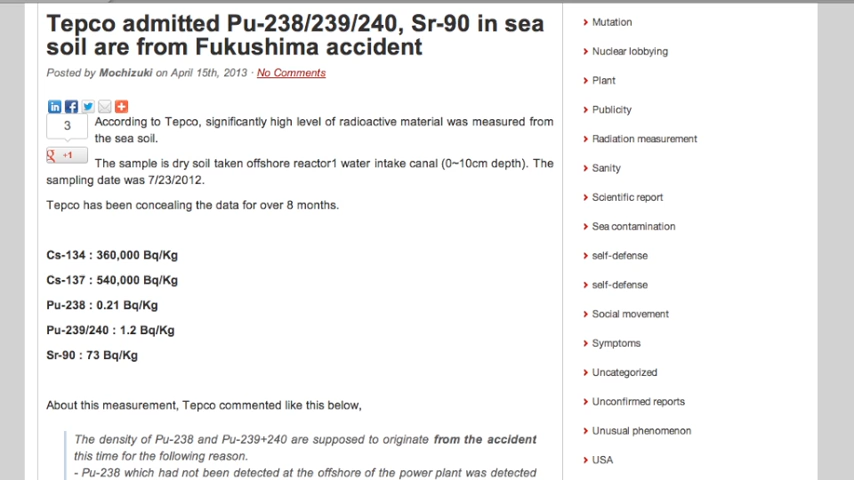 Tepco admitted Pu-238/239/240, Sr-90 in sea
soil are from Fukushima accident
Posted by Mochizuki on April 15th, 2013 · No Comments
3
+1
According to Tepco, significantly high level of radioactive material was measured from
the sea soil.
The sample is dry soil taken offshore reactor1 water intake canal (0~10cm depth). The
sampling date was 7/23/2012.
Tepco has been concealing the data for over 8 months.
Cs-134 : 360,000 Bq/Kg
Cs-137 : 540,000 Bq/Kg
Pu-238 : 0.21 Bq/Kg
Pu-239/240 : 1.2 Bq/Kg
Sr-90 : 73 Bq/Kg
About this measurement, Tepco commented like this below,
The density of Pu-238 and Pu-239+240 are supposed to originate from the accident
this time for the following reason.
- Pu-238 which had not been detected at the offshore of the power plant was detected
Mutation
Nuclear lobbying
Plant
Publicity
Radiation measurement
Sanity
Scientific report
Sea contamination
self-defense
self-defense
Social movement
Symptoms
Uncategorized
Unconfirmed reports
Unusual phenomenon
USA